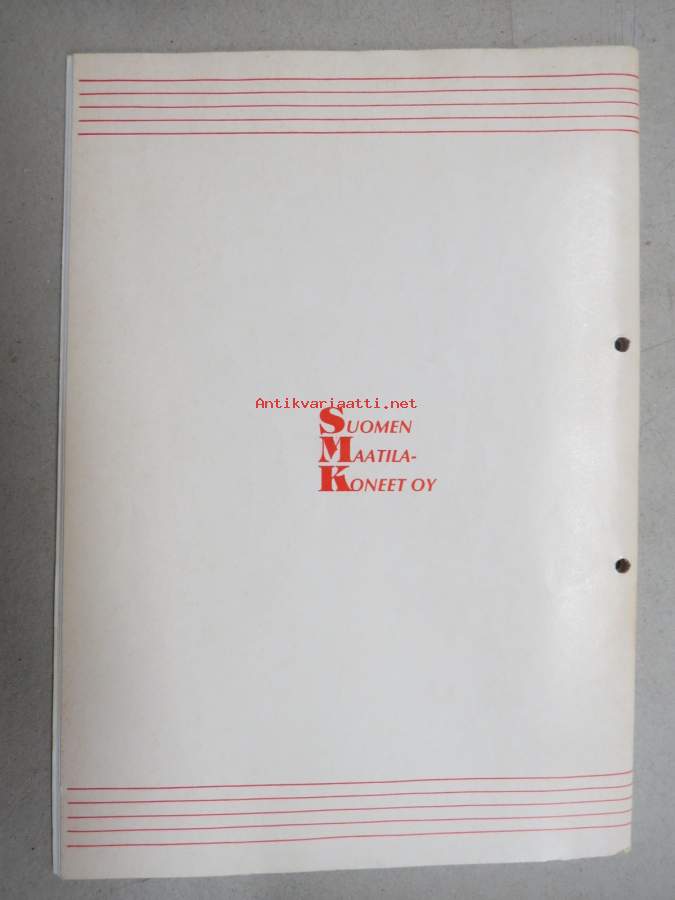 Antikvariaatti.net
SUOMEN
MAATILA-
KONEET OY